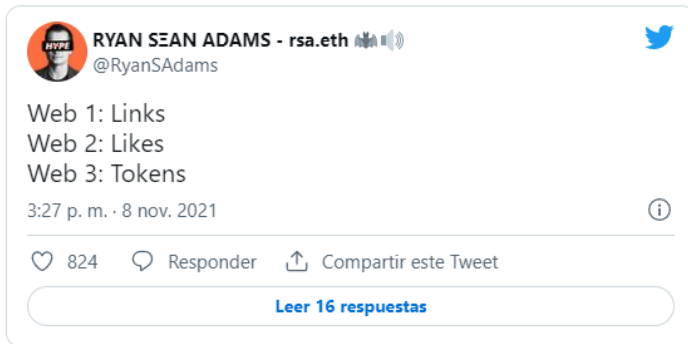 HYPE
RYAN SΞAN ADAMS - rsa.eth 🦇🔊
@RyanSAdams
Web 1: Links
Web 2: Likes
Web 3: Tokens
3:27 p. m. · 8 nov. 2021
824 Responder Compartir este Tweet
Leer 16 respuestas